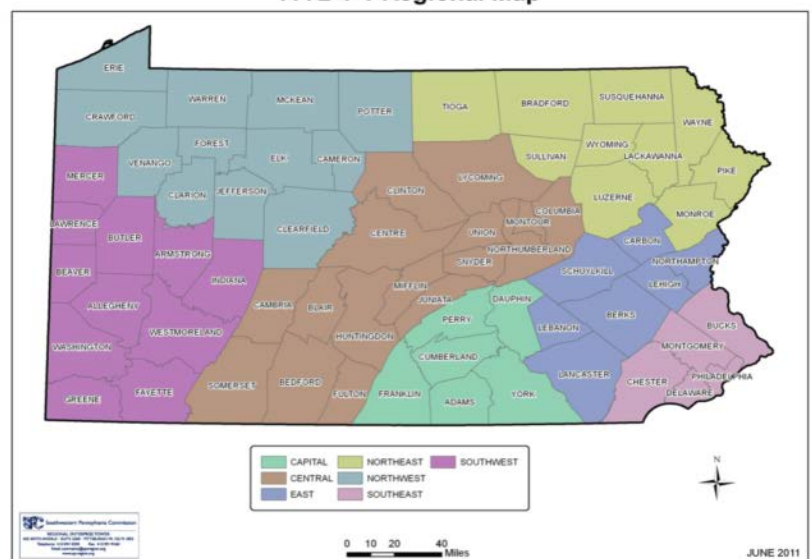 ERIE
WARREN
MCKEAN
POTTER
TIOGA
BRADFORD
SUSQUEHANNA
WAYNE
CRAWFORD
FOREST
WYOMING
LACKAWANNA
VENANGO
ELK
CAMERON
SULLIVAN
PIKE
MERCER
CLARION
JEFFERSON
CLINTON
LYCOMING
LUZERNE
MONROE
COLUMBIA
MONTOUR
LAWRENCE
BUTLER
CLEARFIELD
CENTRE
UNION
CARBON
ARMSTRONG
NORTHUMBERLAND
NORTHAMPTON
BEAVER
INDIANA
SNYDER
SCHUYLKILL
LEHIGH
MIFFLIN
ALLEGHENY
CAMBRIA
BLAIR
JUNIATA
DAUPHIN
PERRY
LEBANON
BERKS
BUCKS
WESTMORELAND
HUNTINGDON
MONTGOMERY
WASHINGTON
CUMBERLAND
LANCASTER
PHILADELPHIA
GREENE
FAYETTE
SOMERSET
BEDFORD
FULTON
FRANKLIN
ADAMS
YORK
CHESTER
DELAWARE
CAPITAL NORTHEAST SOUTHWEST
CENTRAL NORTHWEST
EAST SOUTHEAST
N
Southwestern Pennsylvania Commission
0 10 20 40
Miles
JUNE 2011